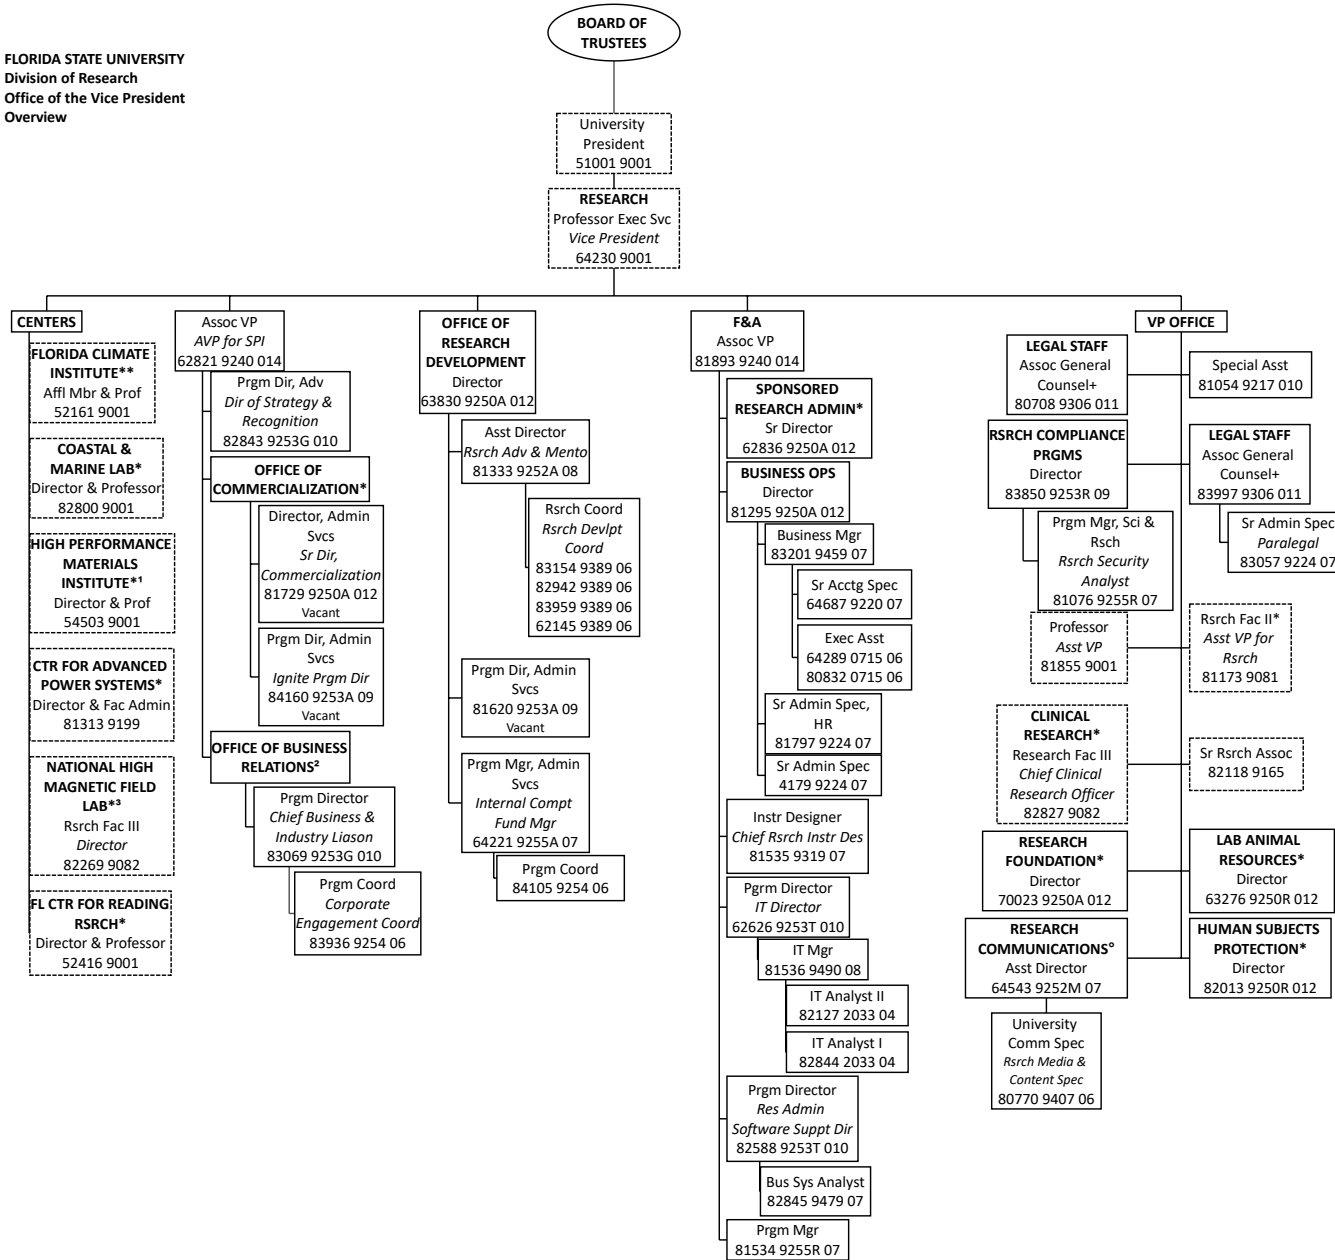 FLORIDA STATE UNIVERSITY
Division of Research
Office of the Vice President
Overview
BOARD OF
TRUSTEES
University
President
51001 9001
RESEARCH
Professor Exec Svc
Vice President
64230 9001
CENTERS
FLORIDA CLIMATE
INSTITUTE**
Affl Mbr & Prof
52161 9001
COASTAL &
MARINE LAB*
Director & Professor
82800 9001
HIGH PERFORMANCE
MATERIALS
INSTITUTE*¹
Director & Prof
54503 9001
CTR FOR ADVANCED
POWER SYSTEMS*
Director & Fac Admin
81313 9199
NATIONAL HIGH
MAGNETIC FIELD
LAB*³
Rsrch Fac III
Director
82269 9082
FL CTR FOR READING
RSRCH*
Director & Professor
52416 9001
Assoc VP
AVP for SPI
62821 9240 014
Prgm Dir, Adv
Dir of Strategy &
Recognition
82843 9253G 010
OFFICE OF
COMMERCIALIZATION*
Director, Admin
Svcs
Sr Dir,
Commercialization
81729 9250A 012
Vacant
Prgm Dir, Admin
Svcs
Ignite Prgm Dir
84160 9253A 09
Vacant
OFFICE OF BUSINESS
RELATIONS²
Prgm Director
Chief Business &
Industry Liason
83069 9253G 010
Prgm Coord
Corporate
Engagement Coord
83936 9254 06
OFFICE OF
RESEARCH
DEVELOPMENT
Director
63830 9250A 012
Asst Director
Rsrch Adv & Mento
81333 9252A 08
Rsrch Coord
Rsrch Devlpt
Coord
83154 9389 06
82942 9389 06
83959 9389 06
62145 9389 06
Prgm Dir, Admin
Svcs
81620 9253A 09
Vacant
Prgm Mgr, Admin
Svcs
Internal Compt
Fund Mgr
64221 9255A 07
Prgm Coord
84105 9254 06
F&A
Assoc VP
81893 9240 014
SPONSORED
RESEARCH ADMIN*
Sr Director
62836 9250A 012
BUSINESS OPS
Director
81295 9250A 012
Business Mgr
83201 9459 07
Sr Acctg Spec
64687 9220 07
Exec Asst
64289 0715 06
80832 0715 06
Sr Admin Spec,
HR
81797 9224 07
Sr Admin Spec
4179 9224 07
Instr Designer
Chief Rsrch Instr Des
81535 9319 07
Pgrm Director
IT Director
62626 9253T 010
IT Mgr
81536 9490 08
IT Analyst II
82127 2033 04
IT Analyst I
82844 2033 04
Prgm Director
Res Admin
Software Suppt Dir
82588 9253T 010
Bus Sys Analyst
82845 9479 07
Prgm Mgr
81534 9255R 07
VP OFFICE
LEGAL STAFF
Assoc General
Counsel+
80708 9306 011
Special Asst
81054 9217 010
RSRCH COMPLIANCE
PRGMS
Director
83850 9253R 09
Prgm Mgr, Sci &
Rsch
Rsrch Security
Analyst
81076 9255R 07
LEGAL STAFF
Assoc General
Counsel+
83997 9306 011
Sr Admin Spec
Paralegal
83057 9224 07
Professor
Asst VP
81855 9001
Rsrch Fac II*
Asst VP for
Rsrch
81173 9081
CLINICAL
RESEARCH*
Research Fac III
Chief Clinical
Research Officer
82827 9082
Sr Rsrch Assoc
82118 9165
RESEARCH
FOUNDATION*
Director
70023 9250A 012
LAB ANIMAL
RESOURCES*
Director
63276 9250R 012
RESEARCH
COMMUNICATIONS°
Asst Director
64543 9252M 07
HUMAN SUBJECTS
PROTECTION*
Director
82013 9250R 012
University
Comm Spec
Rsrch Media &
Content Spec
80770 9407 06